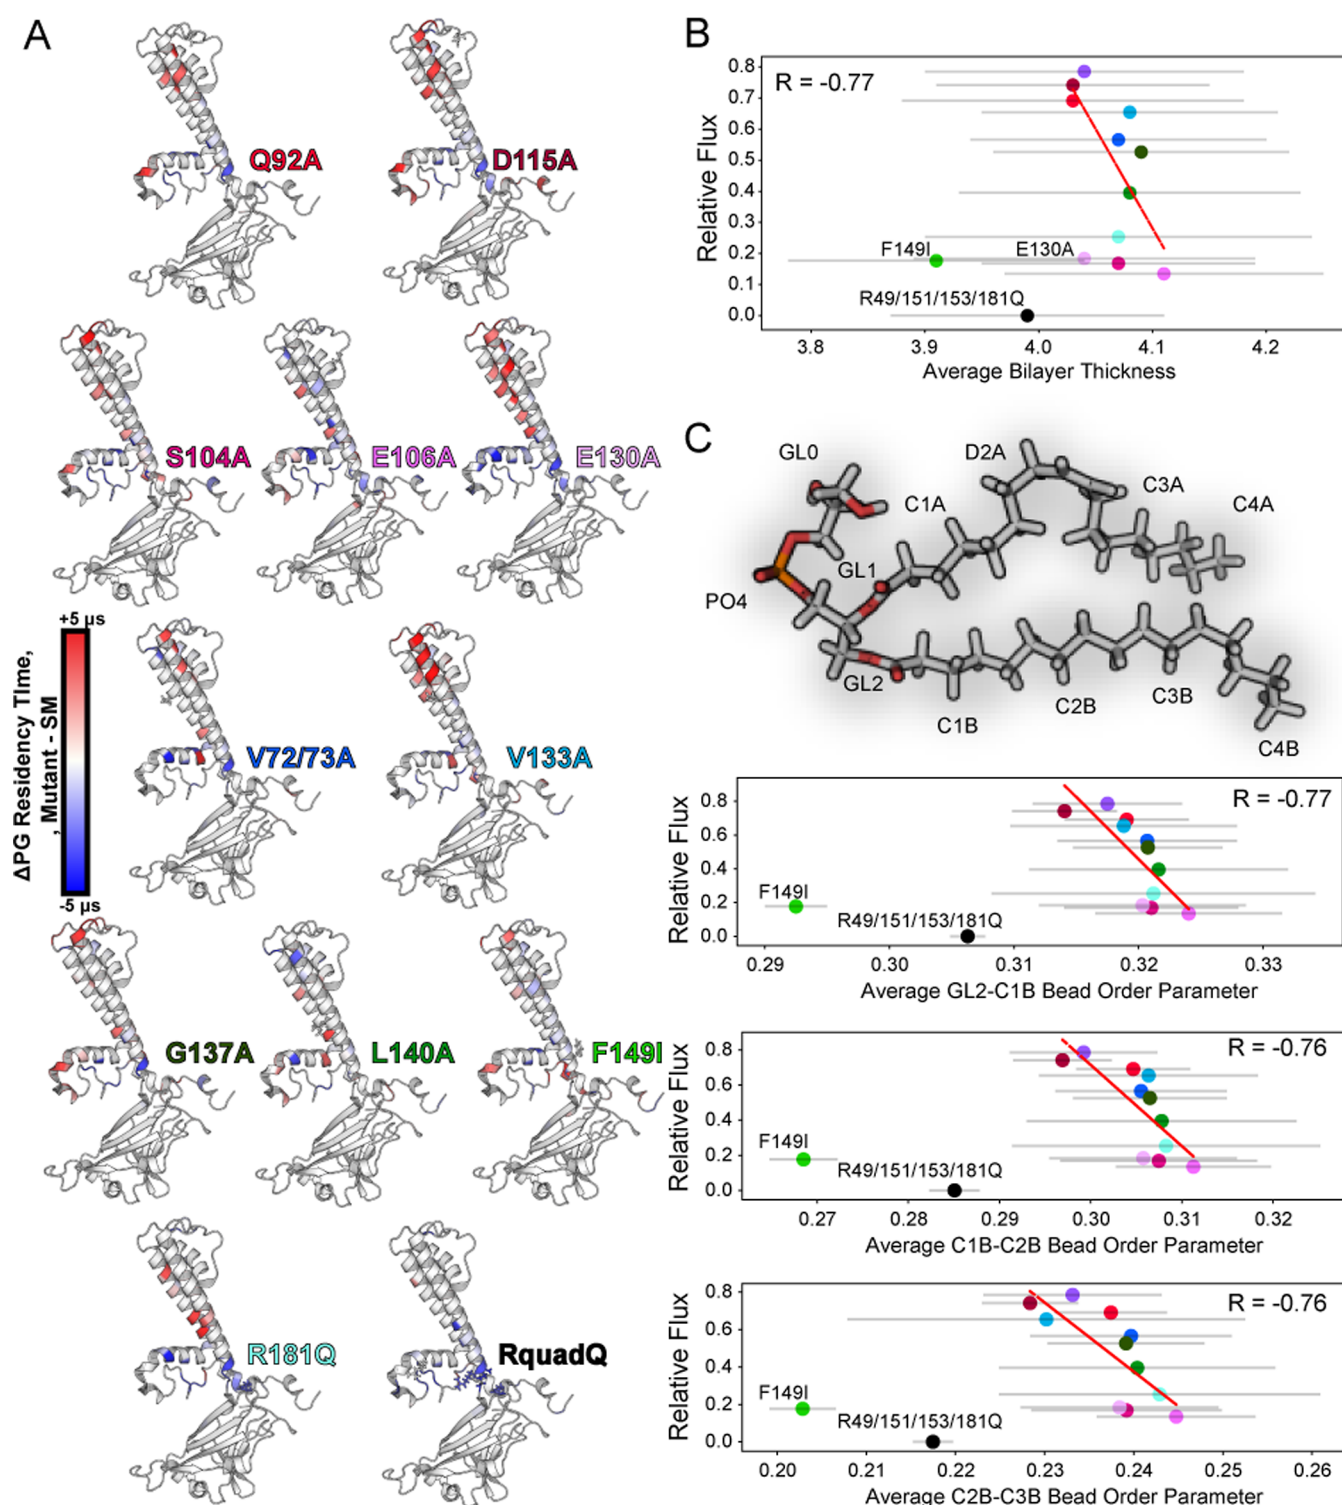 A
Q92A
D115A
S104A
E106A
E130A
+5 µs
ΔPG Residency TIme,
, Mutant - SM
-5 µs
V72/73A
V133A
G137A
L140A
F149I
R181Q
RquadQ
B
R = -0.77
Relative Flux
0.8
0.7
0.6
0.5
0.4
0.3
0.2
0.1
0.0
F149I
E130A
R49/151/153/181Q
3.8 3.9 4.0 4.1 4.2
Average Bilayer Thickness
C
GL0
D2A
C1A
C3A
C4A
GL1
PO4
GL2
C1B
C2B
C3B
C4B
R = -0.77
Relative Flux
0.8
0.6
0.4
0.2
0.0
F149I
R49/151/153/181Q
0.29 0.30 0.31 0.32 0.33
Average GL2-C1B Bead Order Parameter
R = -0.76
Relative Flux
0.8
0.6
0.4
0.2
0.0
F149I
R49/151/153/181Q
0.27 0.28 0.29 0.30 0.31 0.32
Average C1B-C2B Bead Order Parameter
R = -0.76
Relative Flux
0.8
0.6
0.4
0.2
0.0
F149I
R49/151/153/181Q
0.20 0.21 0.22 0.23 0.24 0.25 0.26
Average C2B-C3B Bead Order Parameter